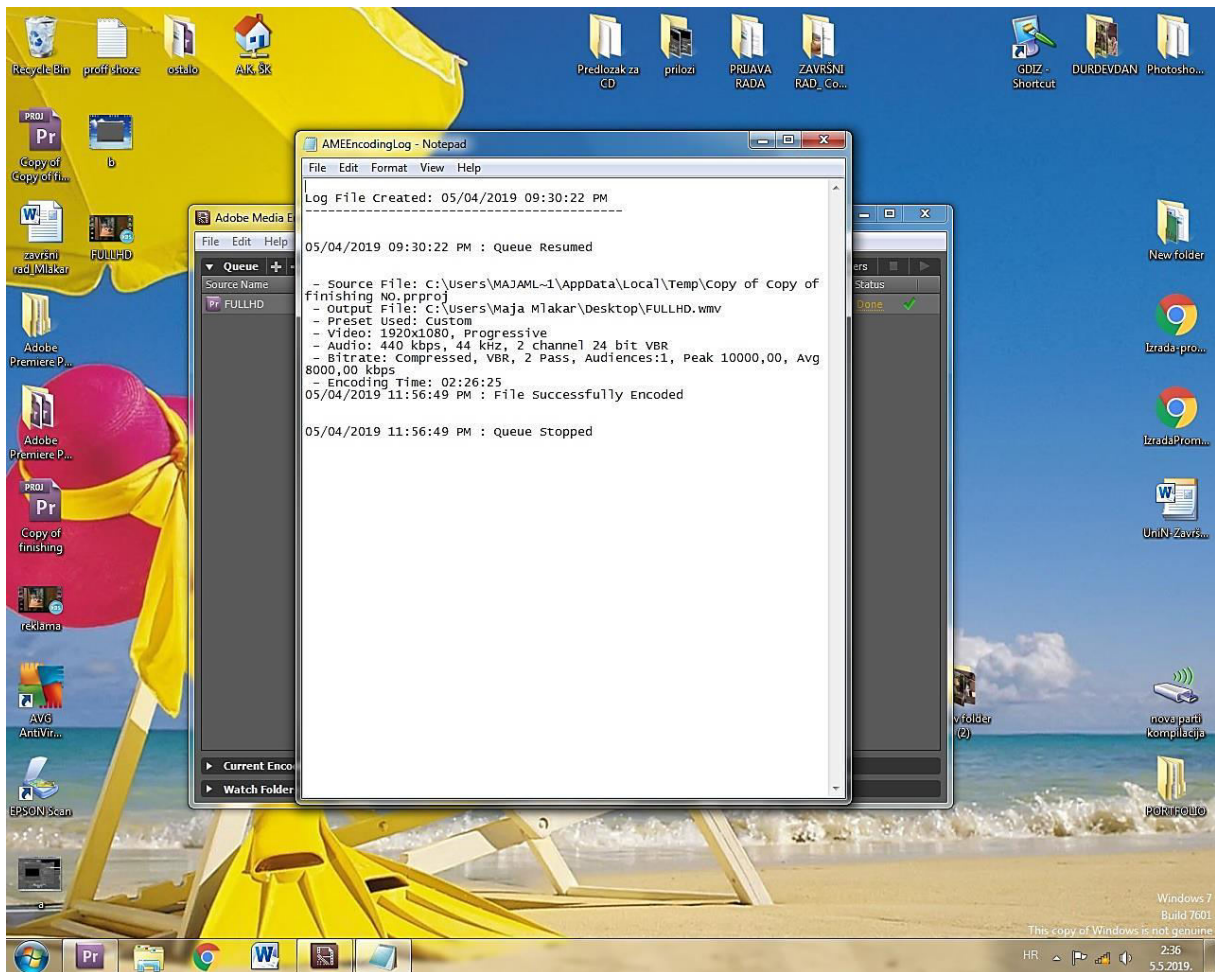 Recycle Bin
proff shoze
ostalo
A.K. ŠK
Predlozak za
CD
prilozi
PRIJAVA
RADA
ZAVRŠNI
RAD_ Co...
GDIZ -
Shortcut
DURDEVDAN
Photosho...
PROJ
Pr
Copy of
Copy of fi...
b
završni
rad_Mlakar
FULLHD
Adobe
Premiere P...
Adobe
Premiere P...
PROJ
Pr
Copy of
finishing
reklama
AVG
AntiVir...
EPSON Scan
a
Adobe Media E
File Edit Help
Queue
Source Name
Pr FULLHD
Current Enco
Watch Folder
ers
Status
Done
AMEEncodingLog - Notepad
File Edit Format View Help
Log File Created: 05/04/2019 09:30:22 PM
-----------------------------------------
05/04/2019 09:30:22 PM : Queue Resumed
- Source File: C:\Users\MAJAML~1\AppData\Local\Temp\Copy of Copy of
finishing NO.prproj
- Output File: C:\Users\Maja Mlakar\Desktop\FULLHD.wmv
- Preset Used: Custom
- Video: 1920x1080, Progressive
- Audio: 440 kbps, 44 kHz, 2 channel 24 bit VBR
- Bitrate: Compressed, VBR, 2 Pass, Audiences:1, Peak 10000,00, Avg
8000,00 kbps
- Encoding Time: 02:26:25
05/04/2019 11:56:49 PM : File Successfully Encoded
05/04/2019 11:56:49 PM : Queue Stopped
New folder
Izrada-pro...
IzradaProm...
UniN-Završ...
v folder
(2)
nova parti
kompilacija
PORTFOLIO
Windows 7
Build 7601
This copy of Windows is not genuine
Pr
HR
2:36
5.5.2019.